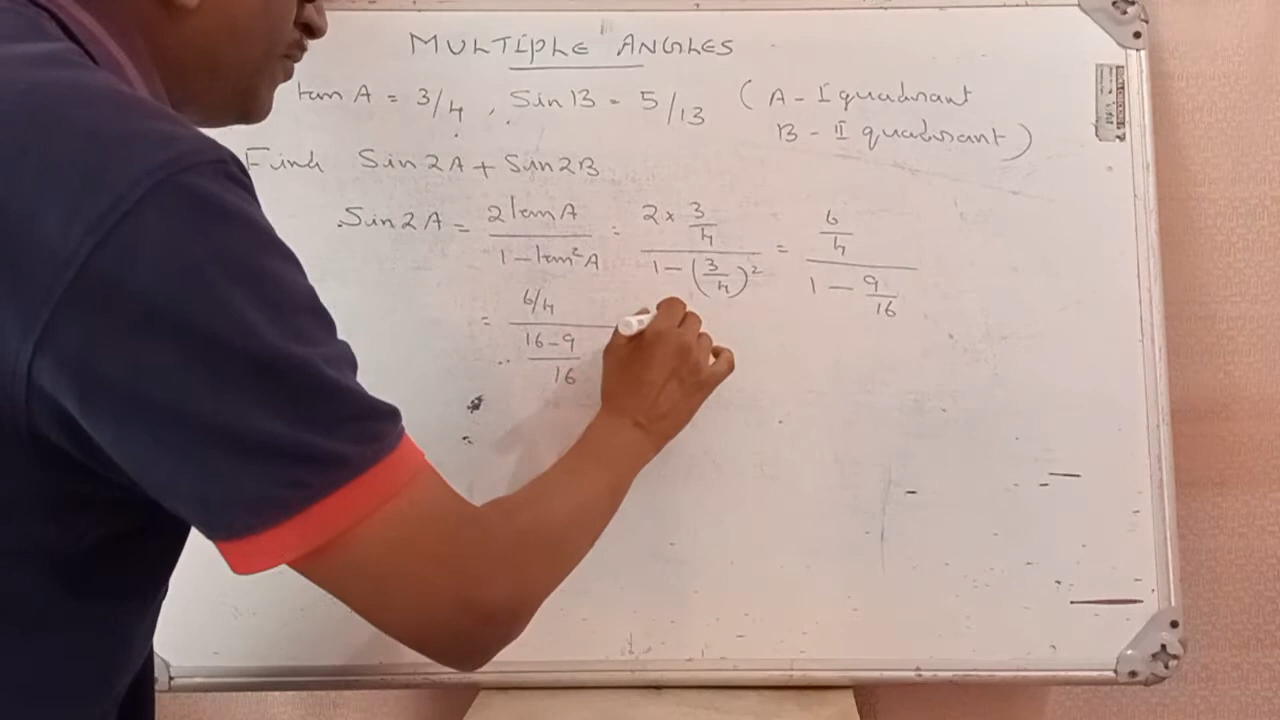 MULTIPLE ANGLES
tan A = 3/4 , Sin B = 5/13 ( A - I quadrant
B - II quadrant )
Find Sin 2A + Sin 2B
Sin 2A = 2 tan A / 1 - tan²A = 2 × 3/4 / 1 - (3/4)² = 6/4 / 1 - 9/16
= 6/4 / 16-9/16